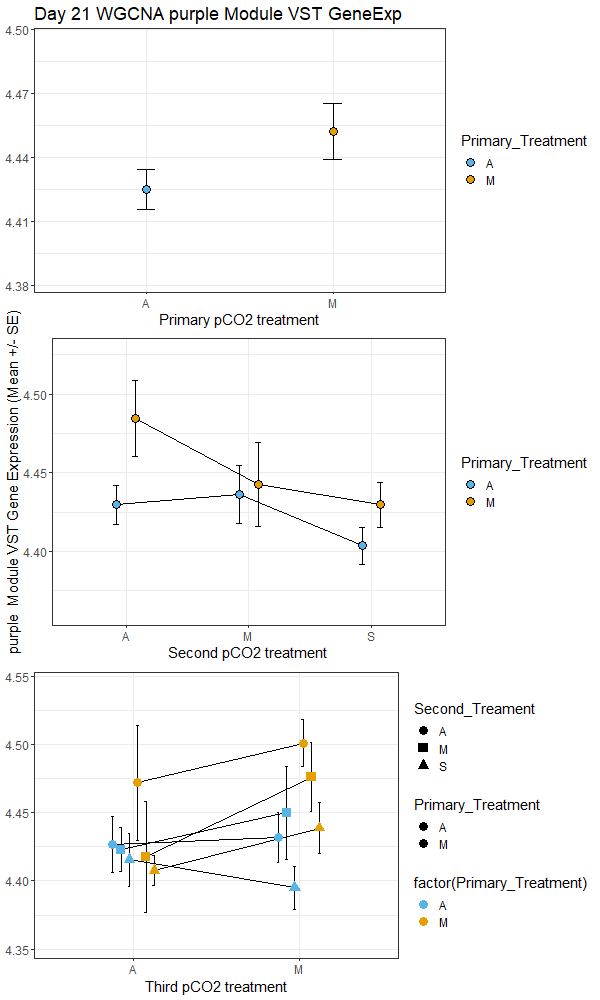 Day 21 WGCNA purple Module VST GeneExp
4.50
4.47
4.44
4.41
4.38
A
M
Primary pCO2 treatment
Primary_Treatment
A
M
purple Module VST Gene Expression (Mean +/- SE)
4.50
4.45
4.40
A
M
S
Second pCO2 treatment
Primary_Treatment
A
M
4.55
4.50
4.45
4.40
4.35
A
M
Third pCO2 treatment
Second_Treament
A
M
S
Primary_Treatment
A
M
factor(Primary_Treatment)
A
M